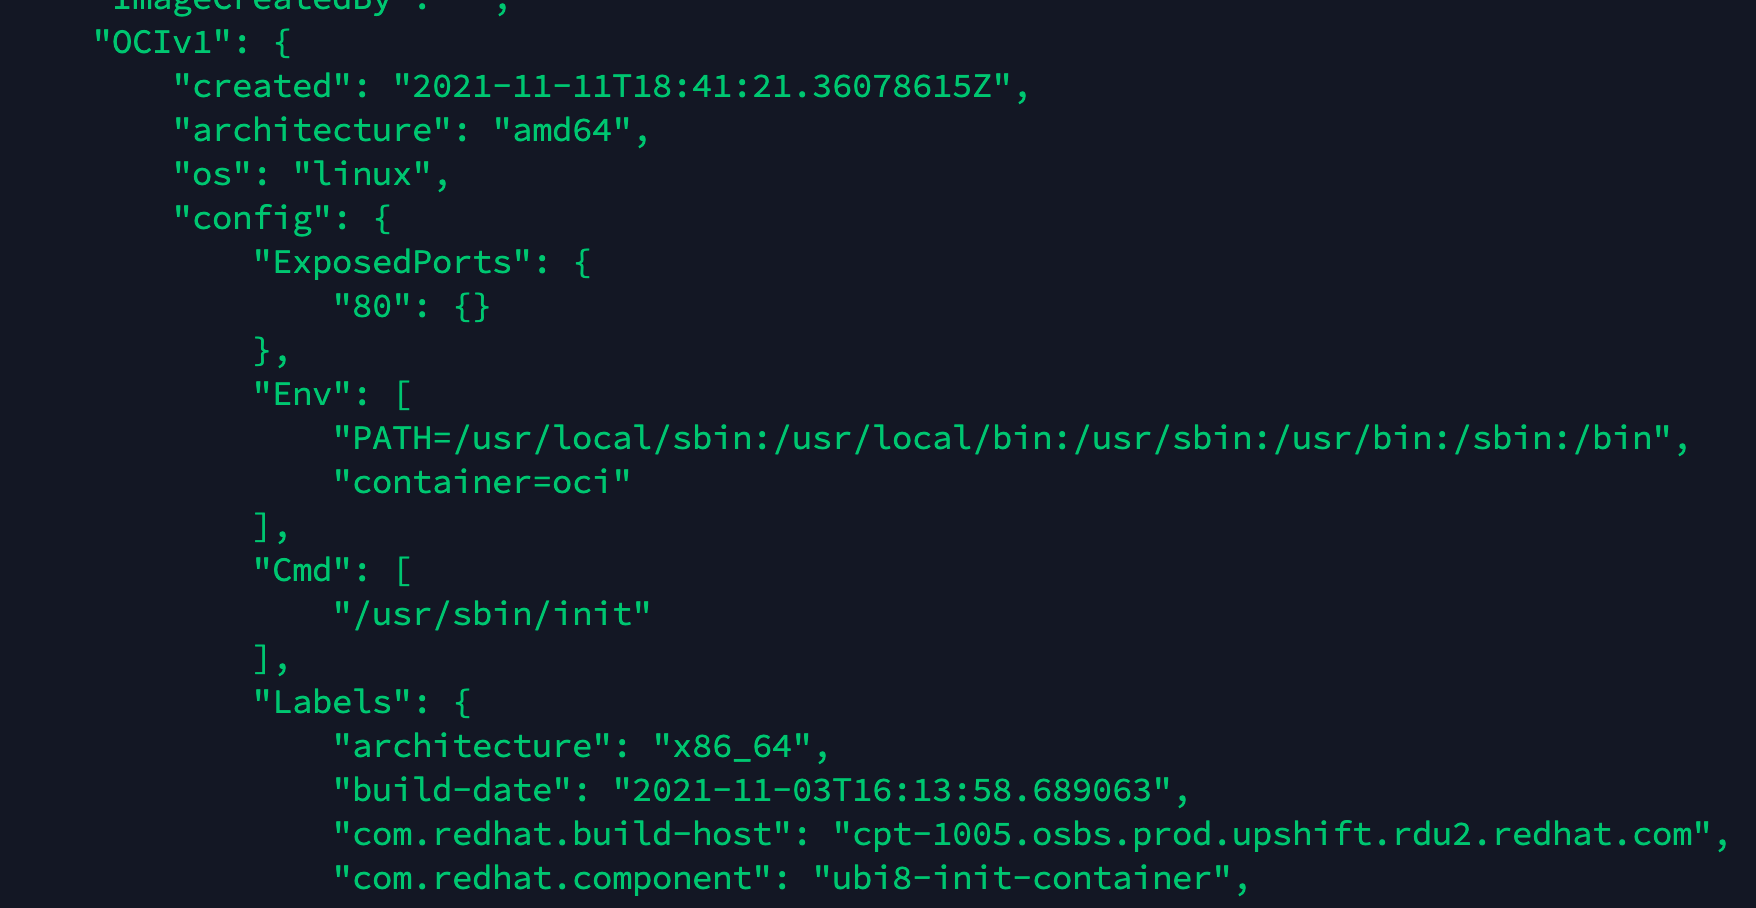 "ImageCreatedBy": "",
"OCIv1": {
"created": "2021-11-11T18:41:21.36078615Z",
"architecture": "amd64",
"os": "linux",
"config": {
"ExposedPorts": {
"80": {}
},
"Env": [
"PATH=/usr/local/sbin:/usr/local/bin:/usr/sbin:/usr/bin:/sbin:/bin",
"container=oci"
],
"Cmd": [
"/usr/sbin/init"
],
"Labels": {
"architecture": "x86_64",
"build-date": "2021-11-03T16:13:58.689063",
"com.redhat.build-host": "cpt-1005.osbs.prod.upshift.rdu2.redhat.com",
"com.redhat.component": "ubi8-init-container",